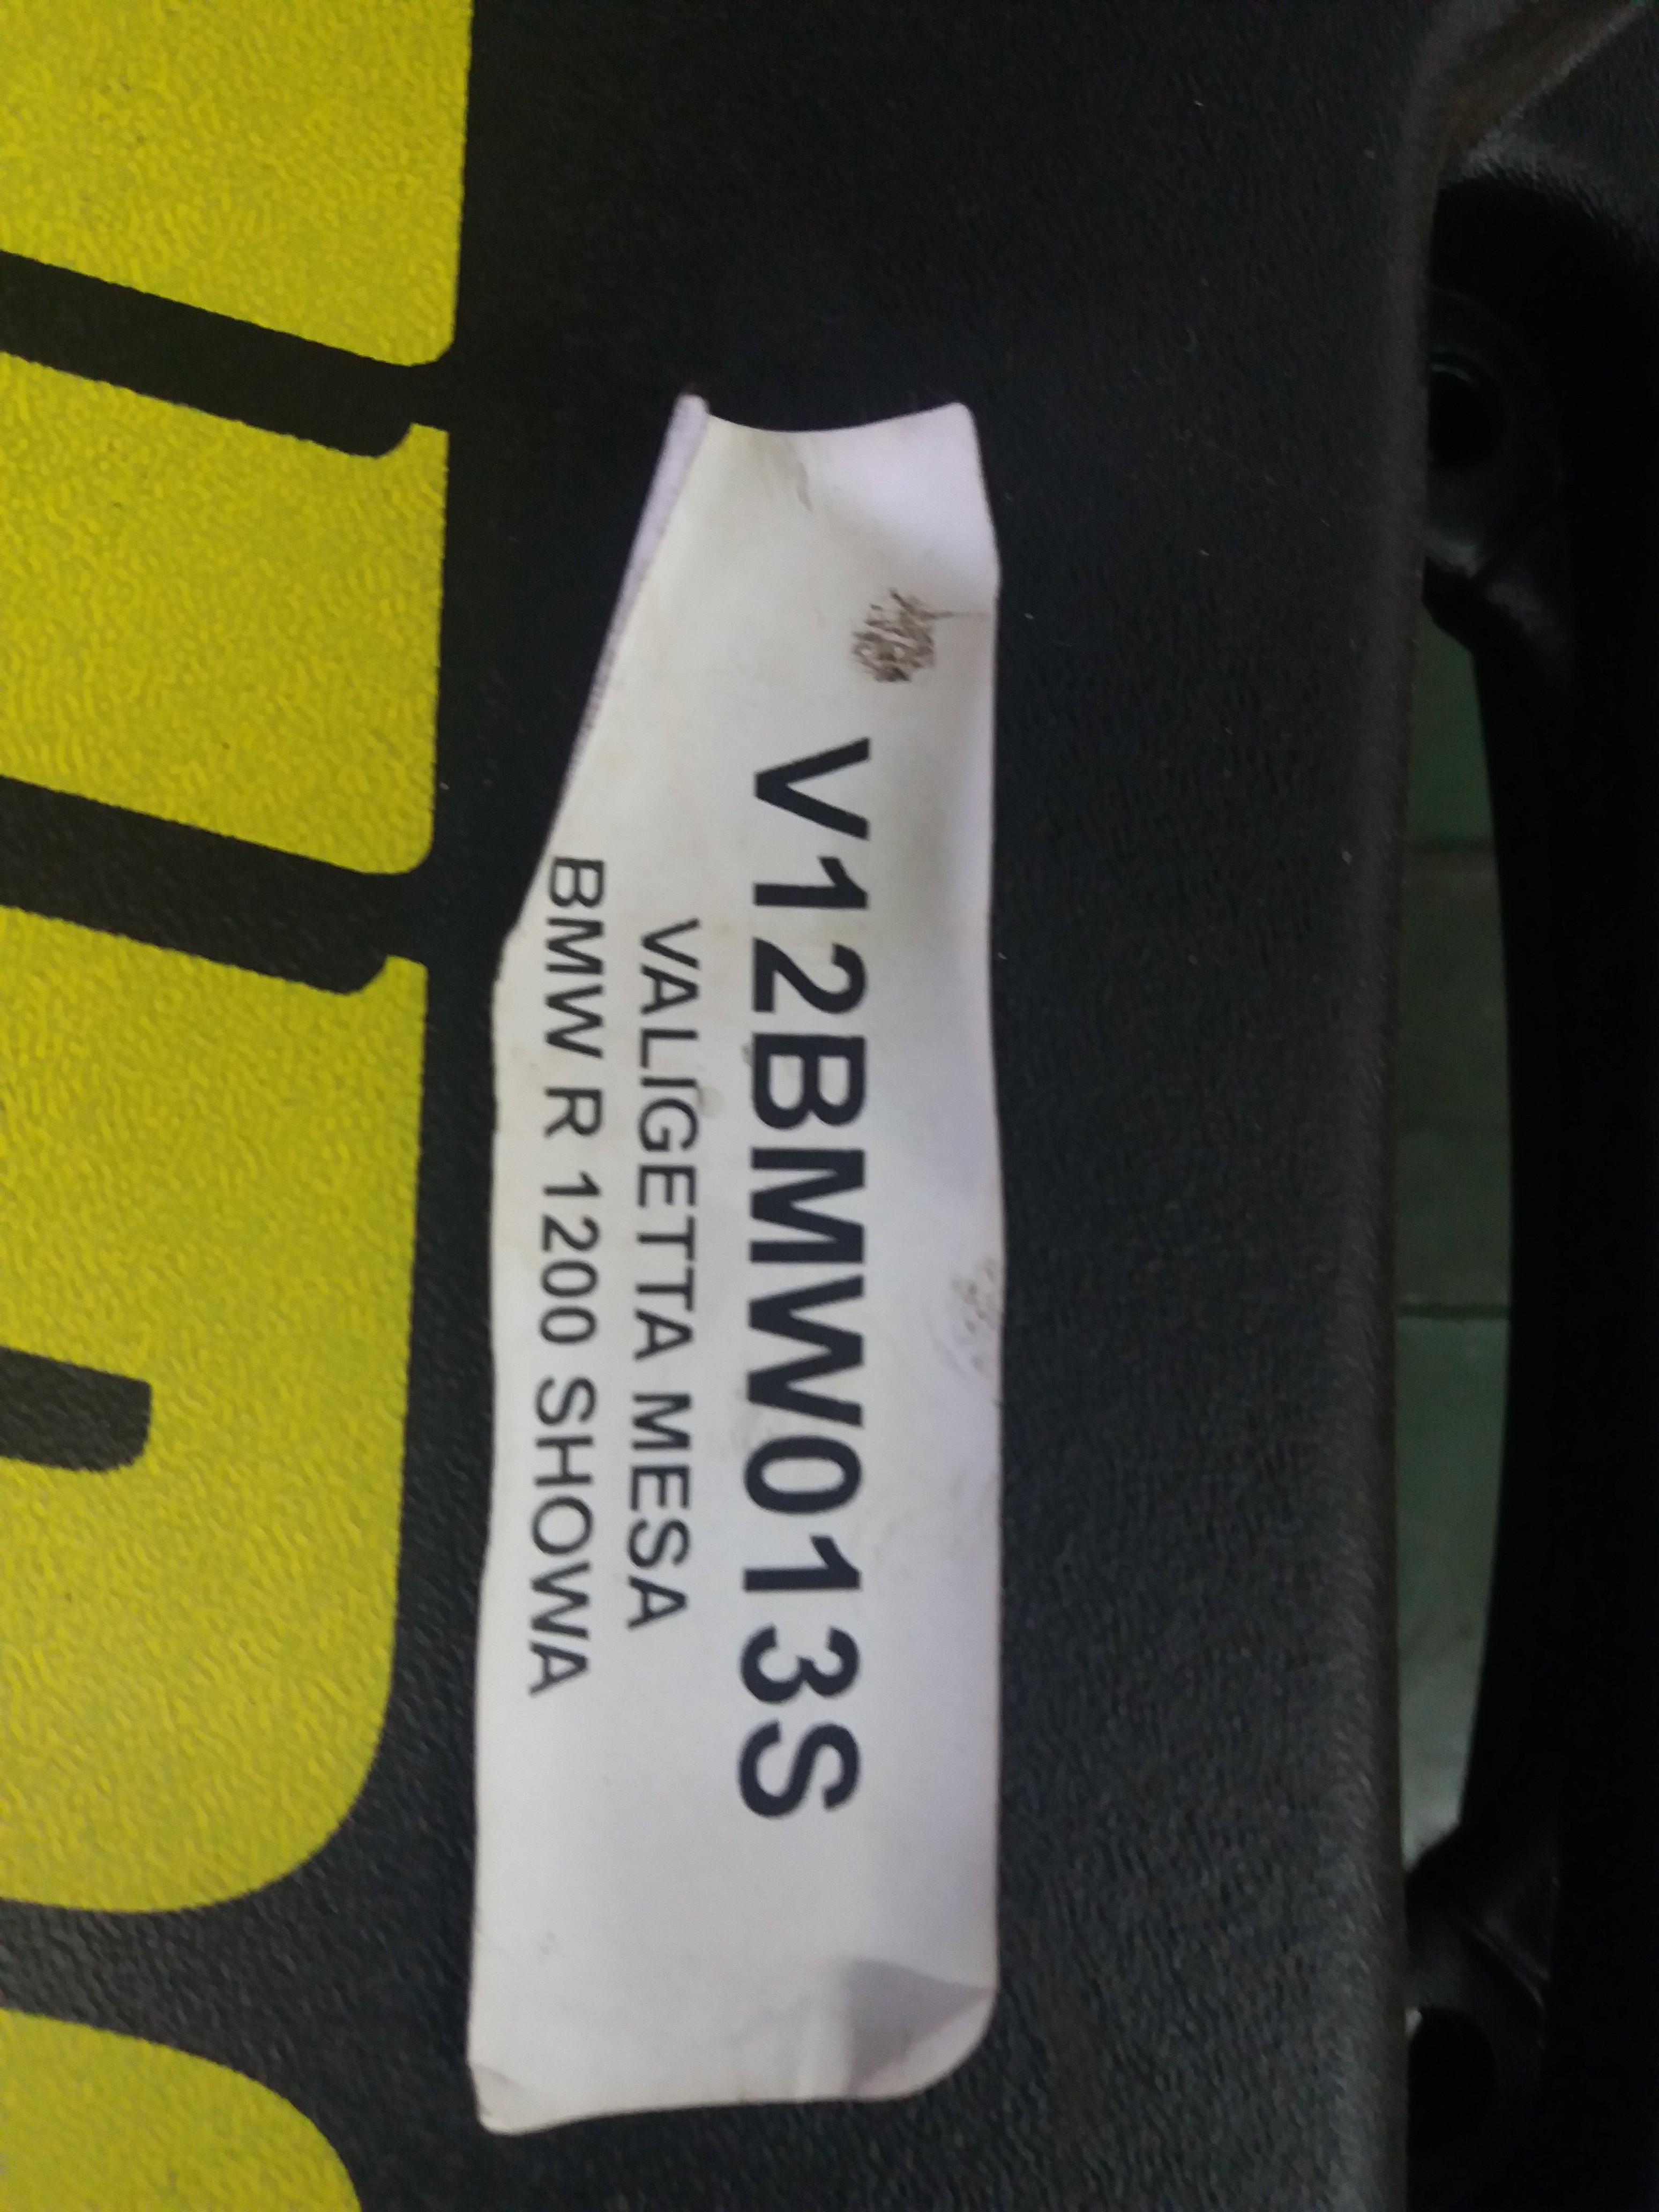 V12BMW013S
VALIGETTA MESA
BMW R 1200 SHOWA